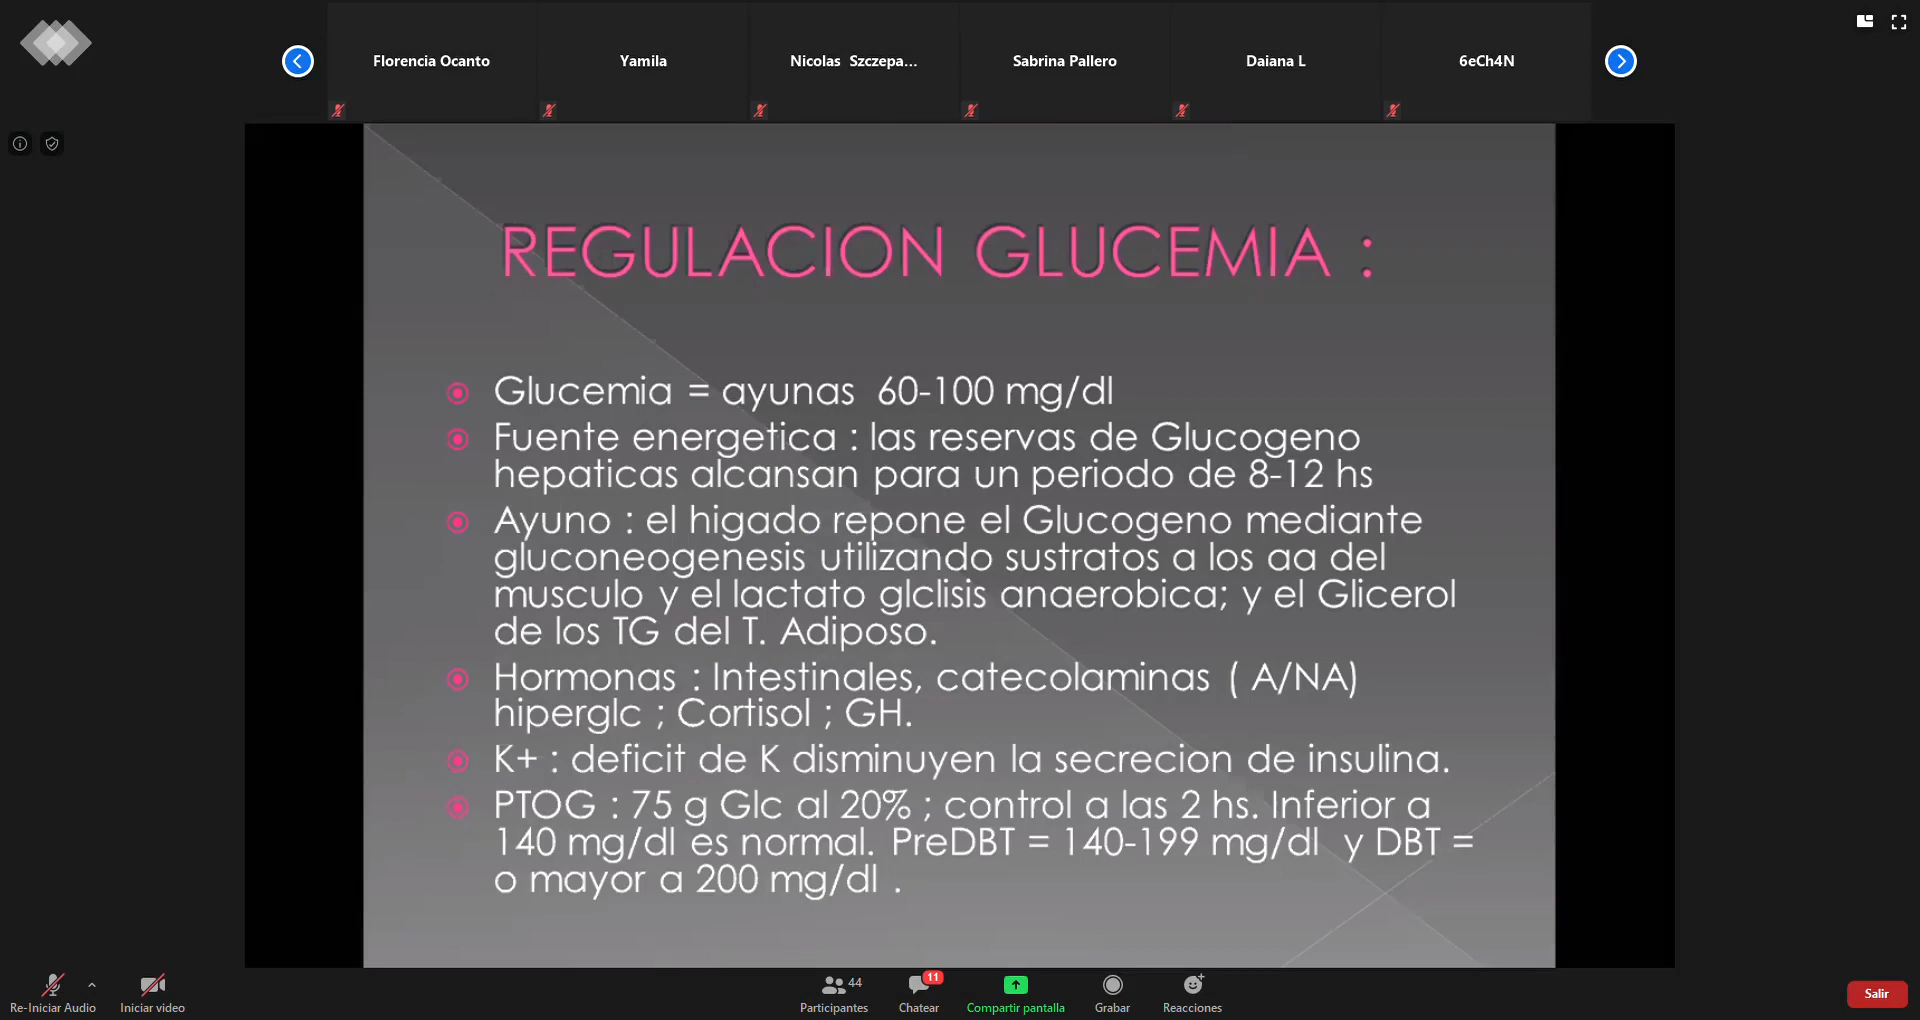 Florencia Ocanto
Yamila
Nicolas Szczepa...
Sabrina Pallero
Daiana L
6eCh4N
REGULACION GLUCEMIA :
Glucemia = ayunas 60-100 mg/dl
Fuente energetica : las reservas de Glucogeno
hepaticas alcansan para un periodo de 8-12 hs
Ayuno : el higado repone el Glucogeno mediante
gluconeogenesis utilizando sustratos a los aa del
musculo y el lactato glclisis anaerobica; y el Glicerol
de los TG del T. Adiposo.
Hormonas : Intestinales, catecolaminas ( A/NA)
hiperglc ; Cortisol ; GH.
K+ : deficit de K disminuyen la secrecion de insulina.
PTOG : 75 g Glc al 20% ; control a las 2 hs. Inferior a
140 mg/dl es normal. PreDBT = 140-199 mg/dl y DBT =
o mayor a 200 mg/dl .
Re-Iniciar Audio
Iniciar video
44
Participantes
11
Chatear
Compartir pantalla
Grabar
Reacciones
Salir